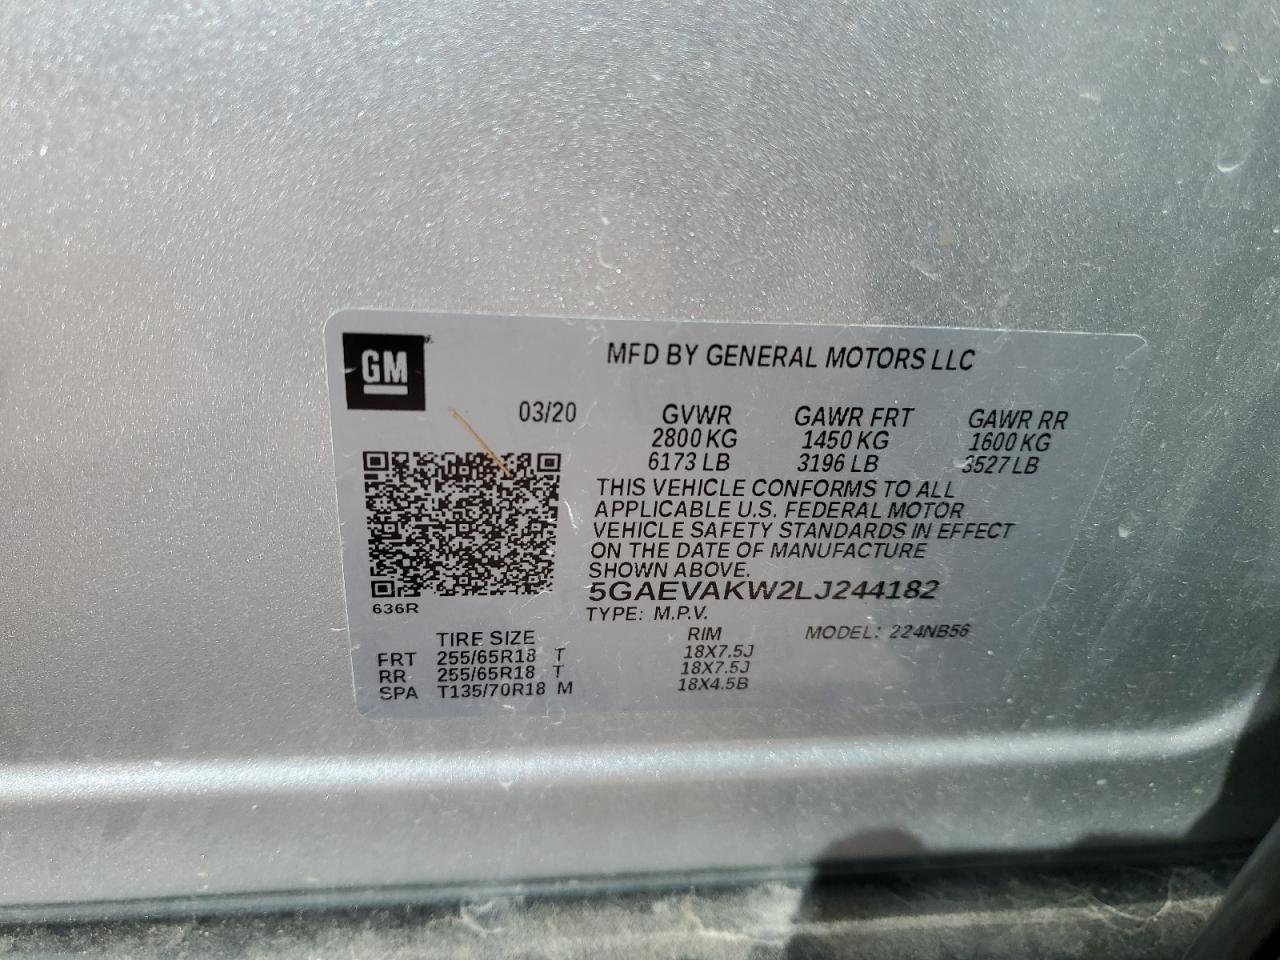 GM
MFD BY GENERAL MOTORS LLC
03/20 GVWR GAWR FRT GAWR RR
2800 KG 1450 KG 1600 KG
6173 LB 3196 LB 3527 LB
THIS VEHICLE CONFORMS TO ALL
APPLICABLE U.S. FEDERAL MOTOR
VEHICLE SAFETY STANDARDS IN EFFECT
ON THE DATE OF MANUFACTURE
SHOWN ABOVE.
5GAEVAKW2LJ244182
636R
TYPE: M.P.V.
TIRE SIZE RIM MODEL: 224NB56
FRT 255/65R18 T 18X7.5J
RR 255/65R18 T 18X7.5J
SPA T135/70R18 M 18X4.5B